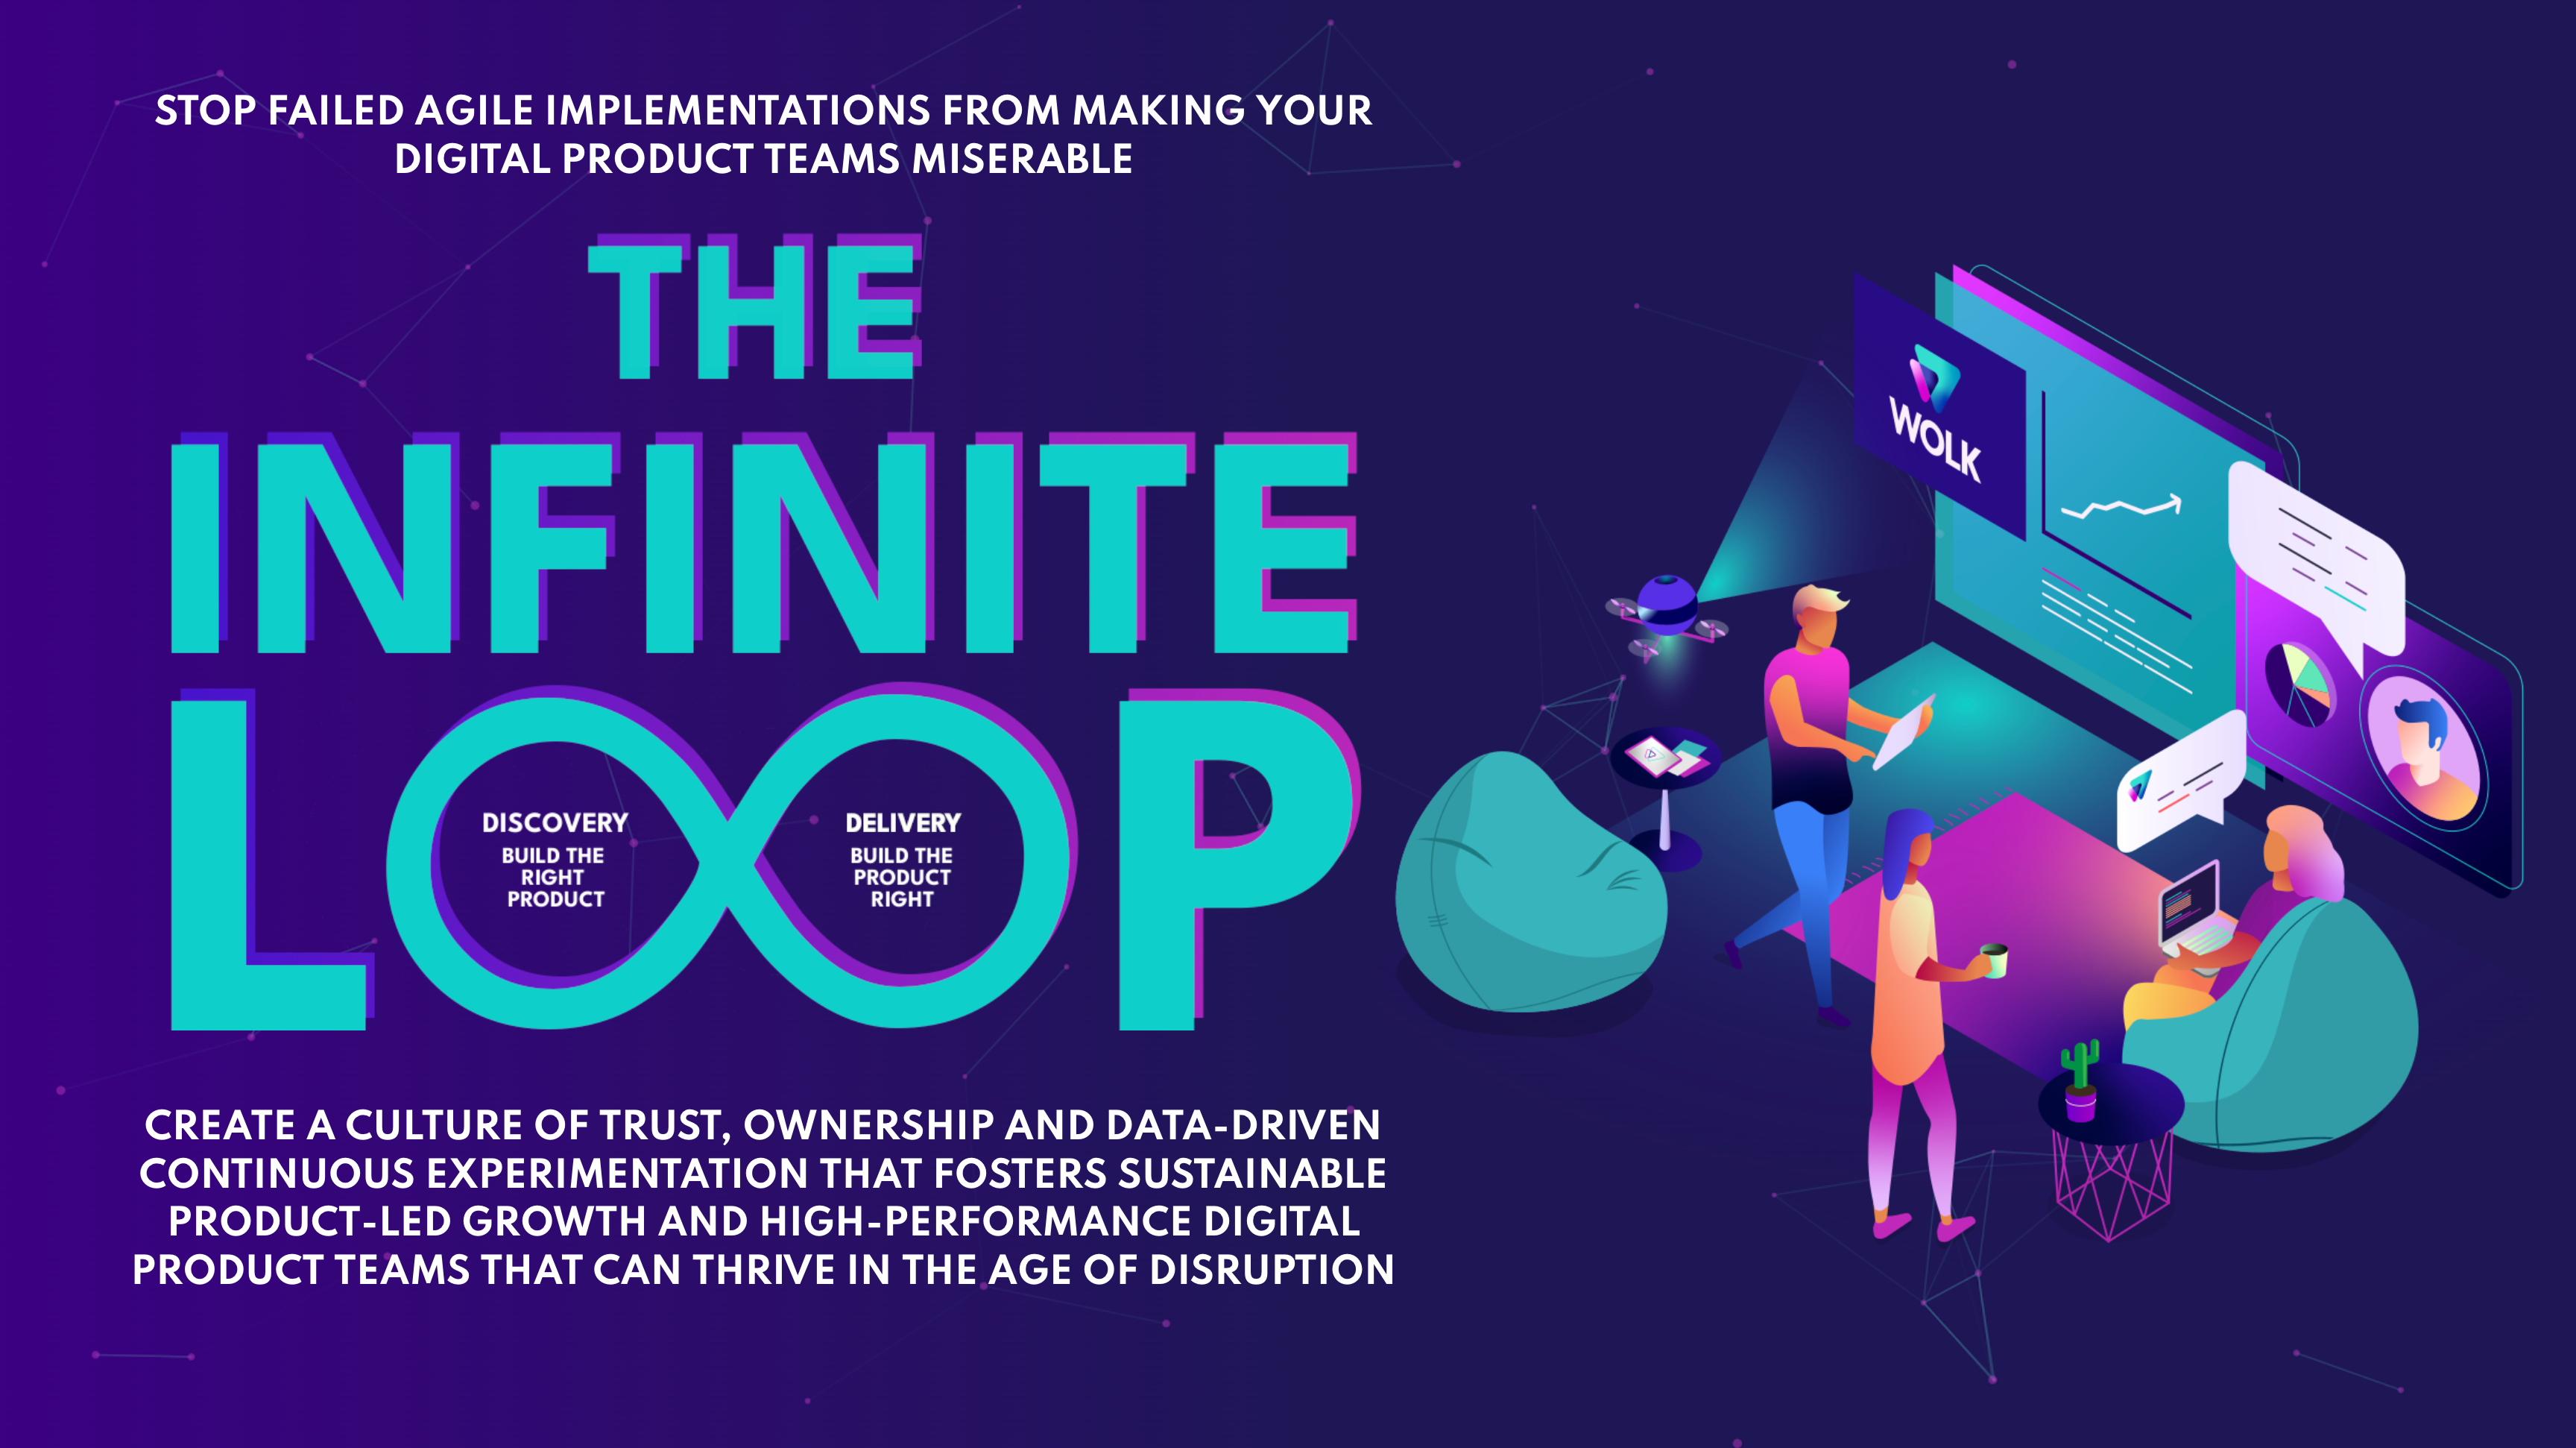 STOP FAILED AGILE IMPLEMENTATIONS FROM MAKING YOUR
DIGITAL PRODUCT TEAMS MISERABLE
THE
INFINITE
LOOP
DISCOVERY
BUILD THE
RIGHT
PRODUCT
DELIVERY
BUILD THE
PRODUCT
RIGHT
CREATE A CULTURE OF TRUST, OWNERSHIP AND DATA-DRIVEN
CONTINUOUS EXPERIMENTATION THAT FOSTERS SUSTAINABLE
PRODUCT-LED GROWTH AND HIGH-PERFORMANCE DIGITAL
PRODUCT TEAMS THAT CAN THRIVE IN THE AGE OF DISRUPTION
WOLK